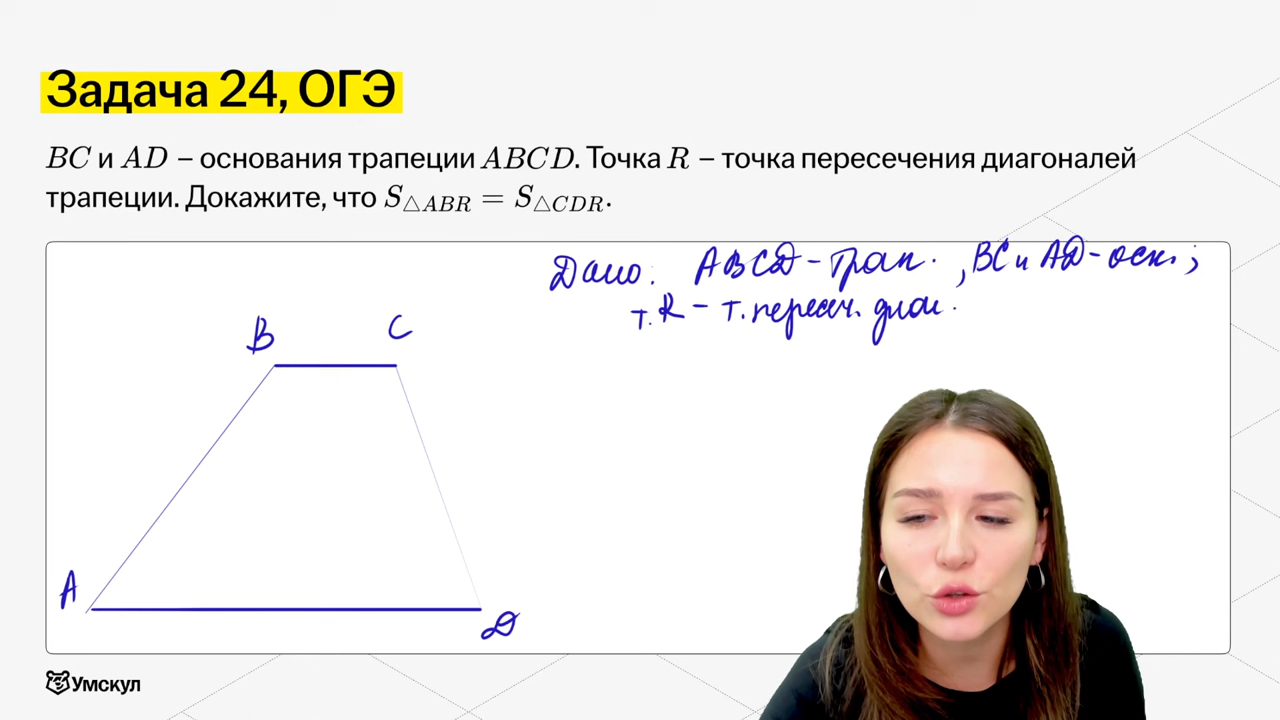 Задача 24, ОГЭ
BC и AD – основания трапеции ABCD. Точка R – точка пересечения диагоналей
трапеции. Докажите, что S△ABR = S△CDR.
Дано: ABCD – трап. , BC и AD – осн. ;
т. R – т. пересеч. диаг.
B C
A
D
Умскул